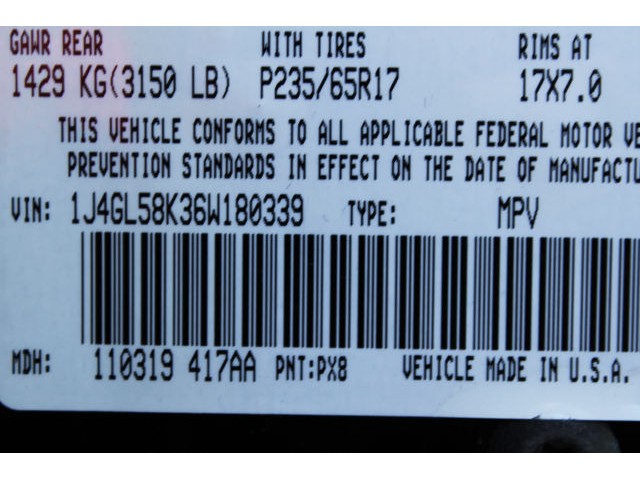 GAWR REAR WITH TIRES RIMS AT
1429 KG(3150 LB) P235/65R17 17X7.0
THIS VEHICLE CONFORMS TO ALL APPLICABLE FEDERAL MOTOR VE
PREVENTION STANDARDS IN EFFECT ON THE DATE OF MANUFACTU
VIN: 1J4GL58K36W180339 TYPE: MPV
MDH: 110319 417AA PNT:PX8 VEHICLE MADE IN U.S.A.